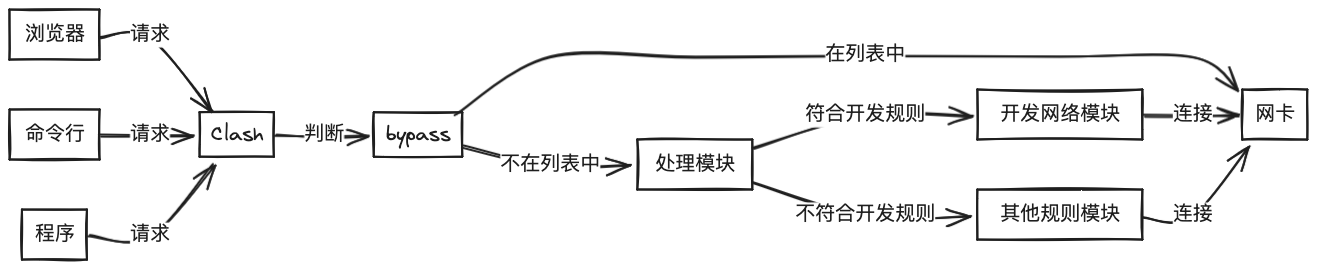 浏览器
请求
命令行
请求
程序
请求
Clash
判断
bypass
在列表中
不在列表中
处理模块
符合开发规则
开发网络模块
连接
不符合开发规则
其他规则模块
连接
网卡